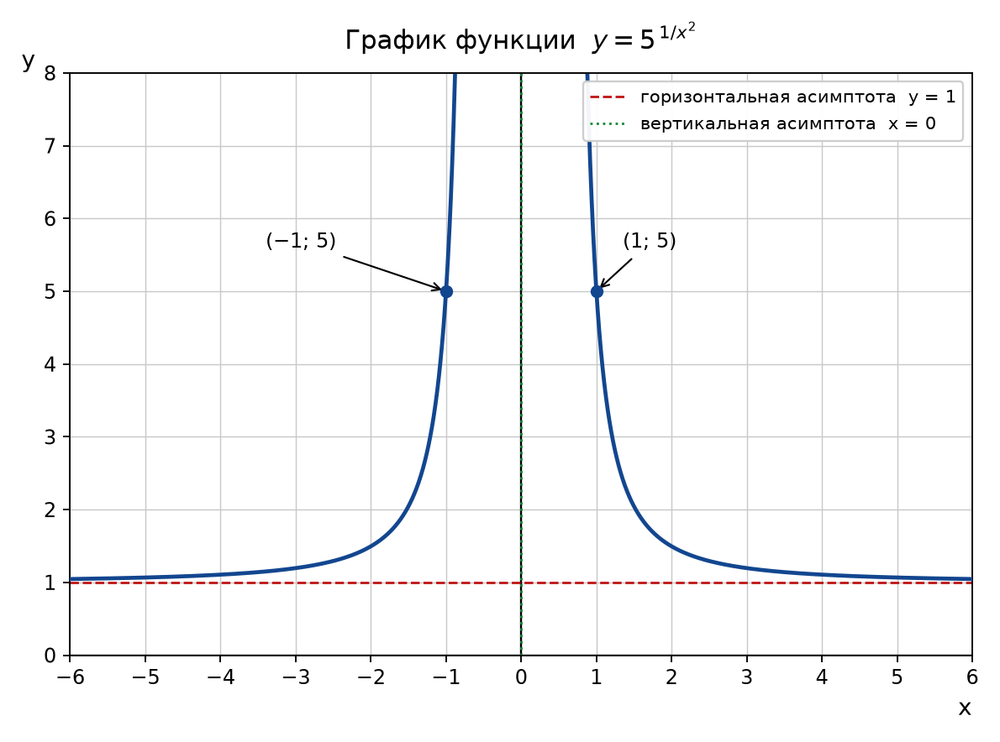 График функции y = 5^{1/x^2}
y
8
7
6
5
4
3
2
1
0
горизонтальная асимптота y = 1
вертикальная асимптота x = 0
(−1; 5)
(1; 5)
−6 −5 −4 −3 −2 −1 0 1 2 3 4 5 6
x